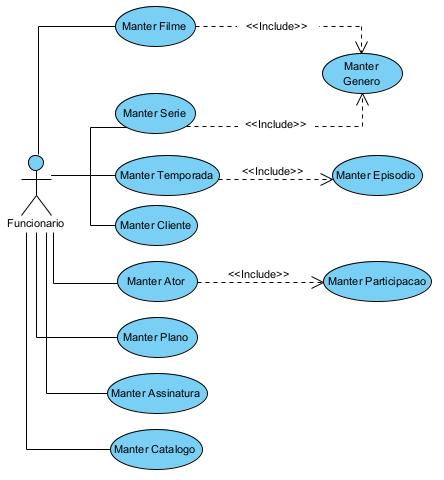 Manter Filme
<<Include>>
Manter
Genero
Manter Serie
<<Include>>
Manter Temporada
<<Include>>
Manter Episodio
Funcionario
Manter Cliente
Manter Ator
<<Include>>
Manter Participacao
Manter Plano
Manter Assinatura
Manter Catalogo